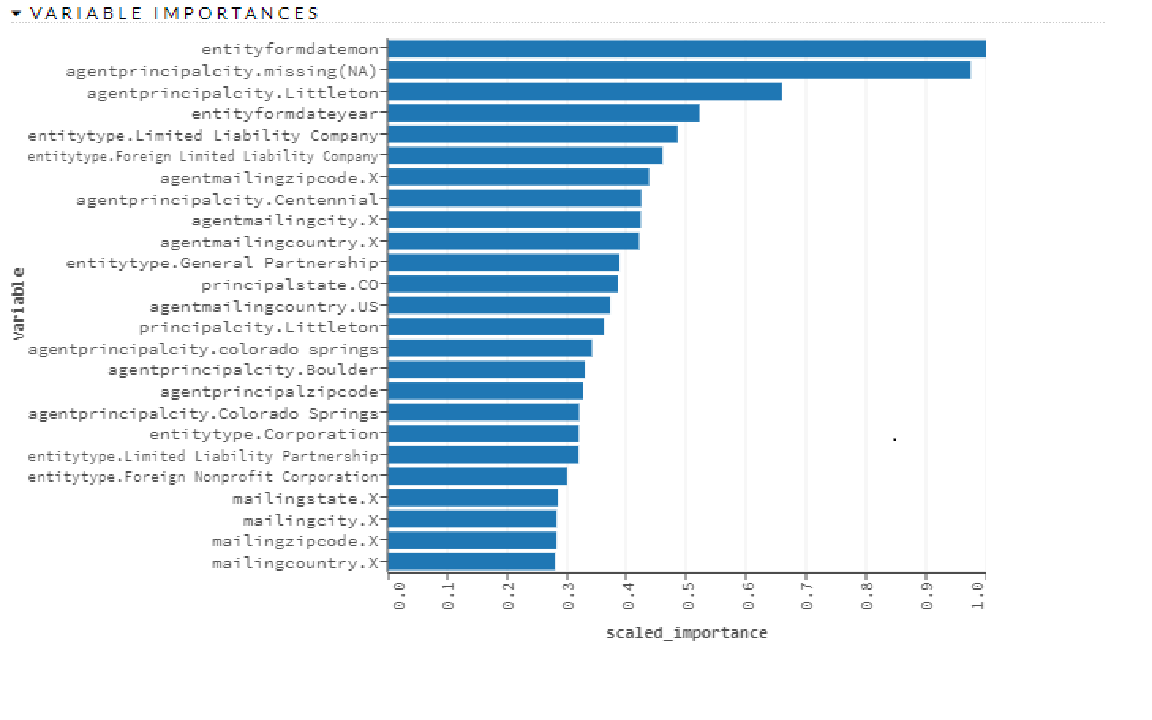 VARIABLE IMPORTANCES
entityformdatemon
agentprincipalcity.missing(NA)
agentprincipalcity.Littleton
entityformdateyear
entitytype.Limited Liability Company
entitytype.Foreign Limited Liability Company
agentmailingzipcode.X
agentprincipalcity.Centennial
agentmailingcity.X
agentmailingcountry.X
entitytype.General Partnership
principalstate.CO
agentmailingcountry.US
principalcity.Littleton
agentprincipalcity.colorado springs
agentprincipalcity.Boulder
agentprincipalzipcode
agentprincipalcity.Colorado Springs
entitytype.Corporation
entitytype.Limited Liability Partnership
entitytype.Foreign Nonprofit Corporation
mailingstate.X
mailingcity.X
mailingzipcode.X
mailingcountry.X
Variable
0.0 0.1 0.2 0.3 0.4 0.5 0.6 0.7 0.8 0.9 1.0
scaled_importance